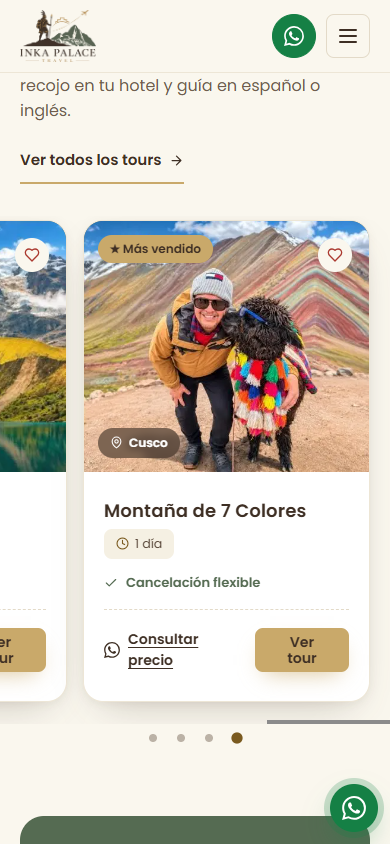 INKA PALACE
TRAVEL
recojo en tu hotel y guía en español o
inglés.
Ver todos los tours →
★ Más vendido
Cusco
Montaña de 7 Colores
1 día
Cancelación flexible
Consultar
precio
Ver
tour